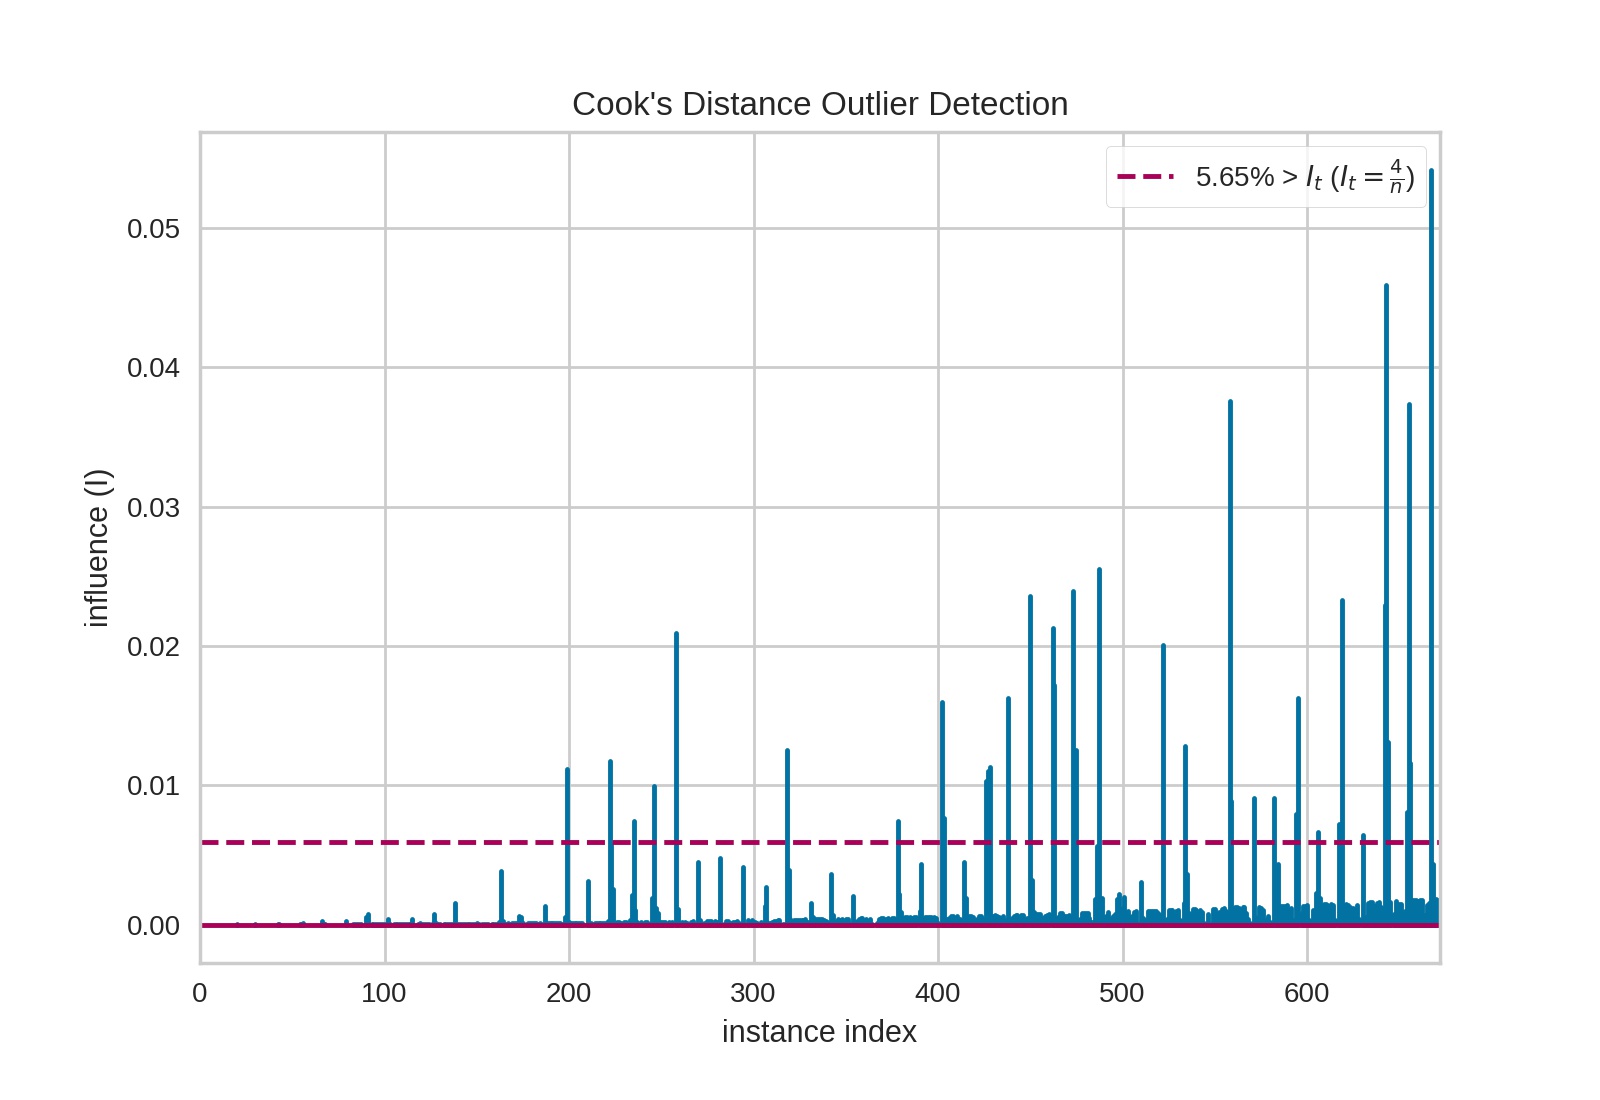 Cook's Distance Outlier Detection
5.65% > I_t (I_t = 4/n)
influence (I)
0.05
0.04
0.03
0.02
0.01
0.00
0 100 200 300 400 500 600
instance index